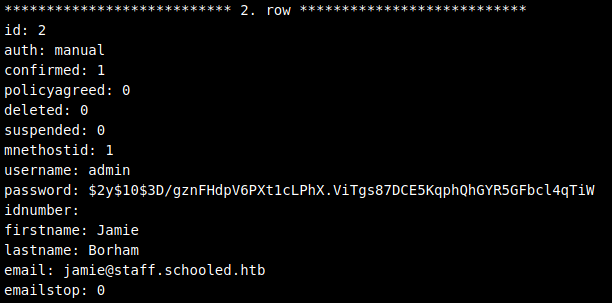 *************************** 2. row ***************************
id: 2
auth: manual
confirmed: 1
policyagreed: 0
deleted: 0
suspended: 0
mnethostid: 1
username: admin
password: $2y$10$3D/gznFHdpV6PXt1cLPhX.ViTgs87DCE5KqphQhGYR5GFbcl4qTiW
idnumber:
firstname: Jamie
lastname: Borham
email: jamie@staff.schooled.htb
emailstop: 0